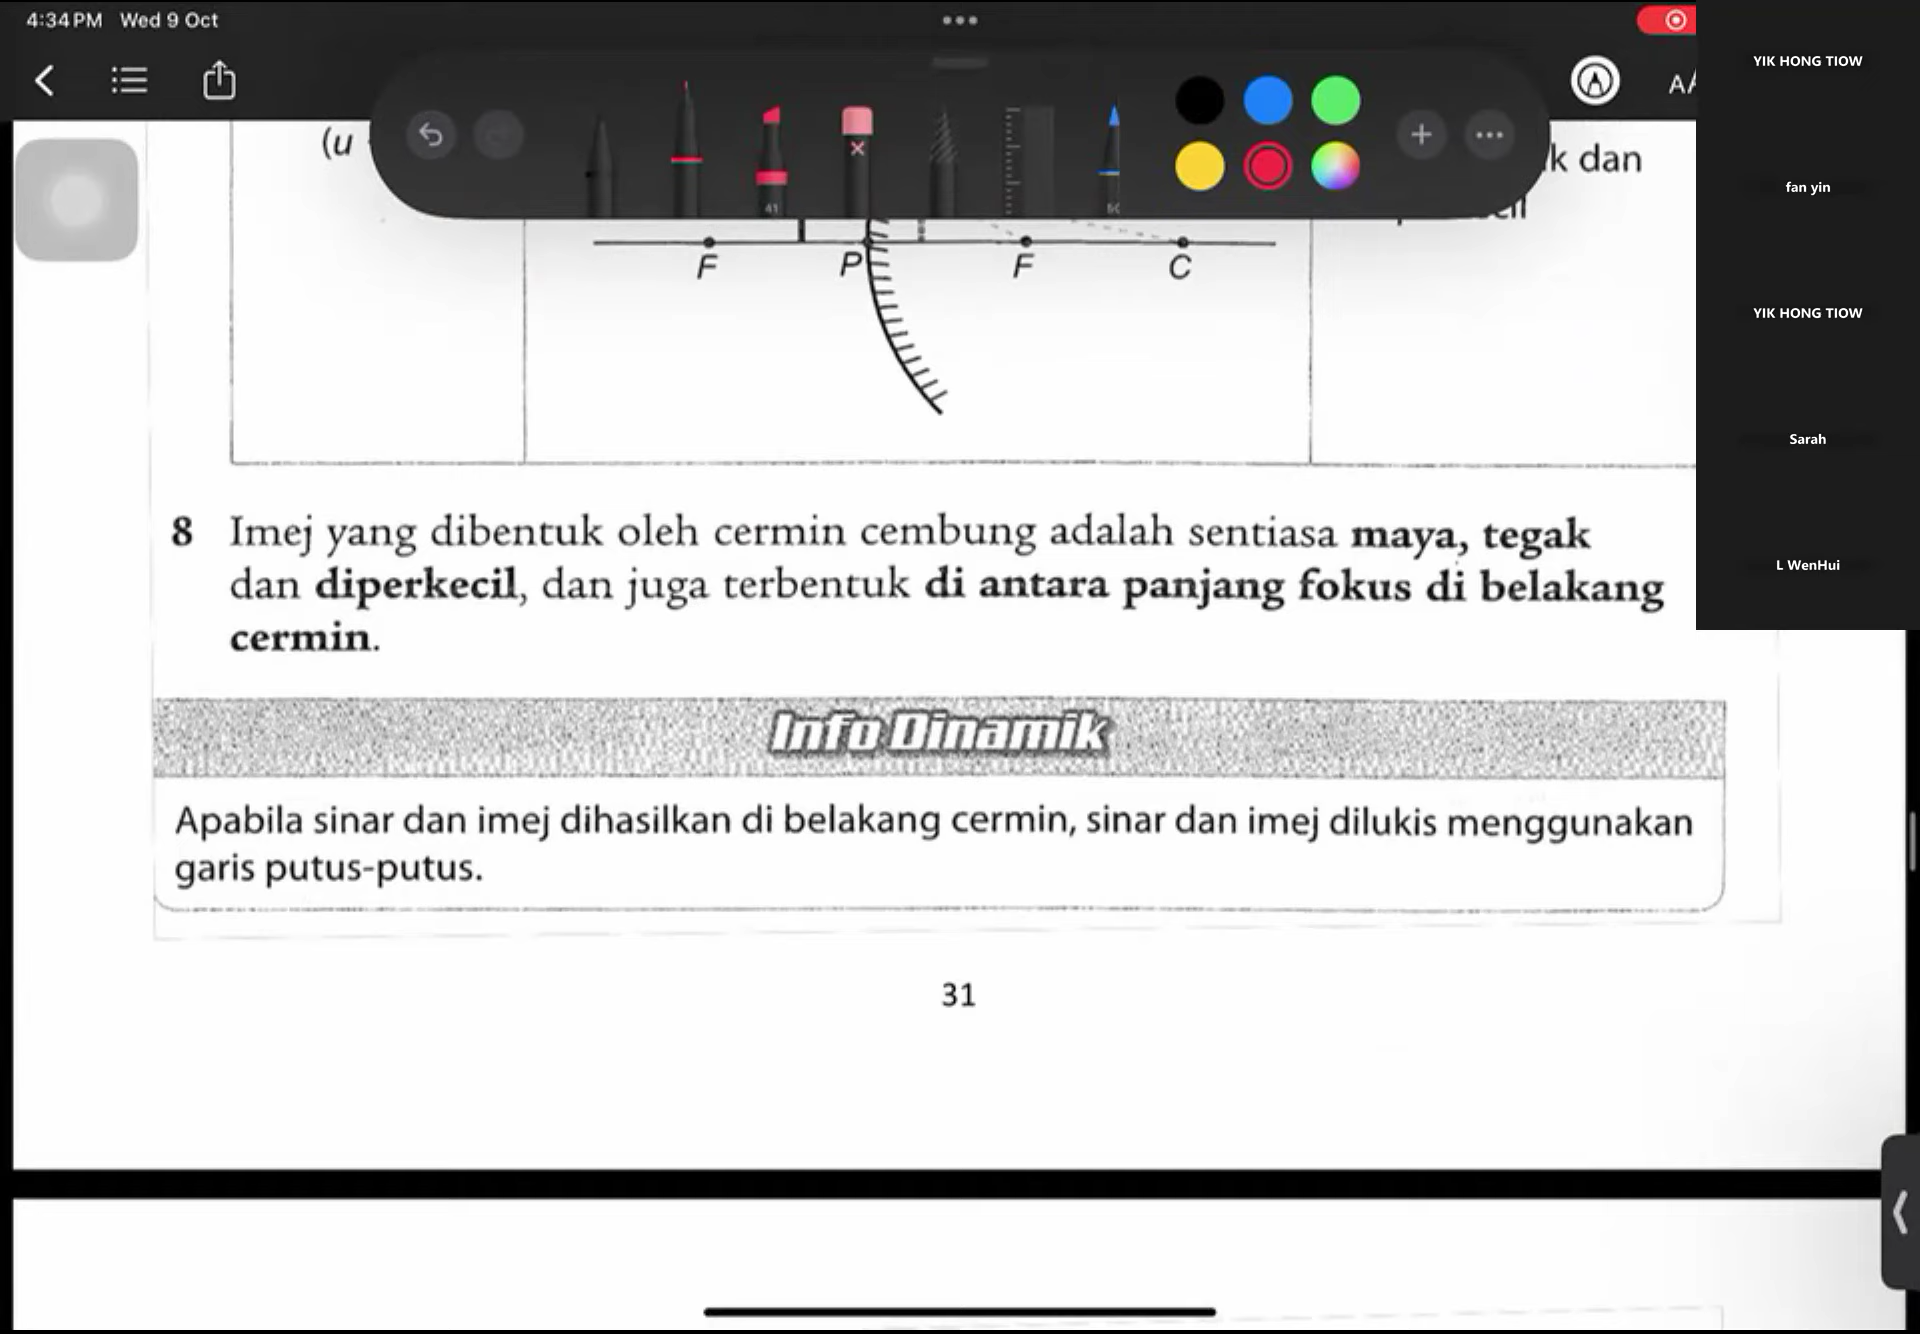 4:34 PM Wed 9 Oct
YIK HONG TIOW
fan yin
YIK HONG TIOW
Sarah
L WenHui
41
(u
k dan
F
P
F
C
8 Imej yang dibentuk oleh cermin cembung adalah sentiasa maya, tegak
dan diperkecil, dan juga terbentuk di antara panjang fokus di belakang
cermin.
Info Dinamik
Apabila sinar dan imej dihasilkan di belakang cermin, sinar dan imej dilukis menggunakan
garis putus-putus.
31